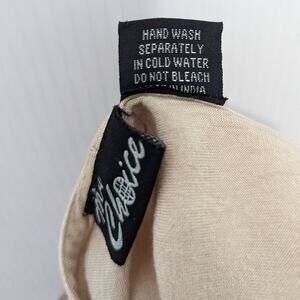 HAND WASH
SEPARATELY
IN COLD WATER
DO NOT BLEACH
IN INDIA
Choice